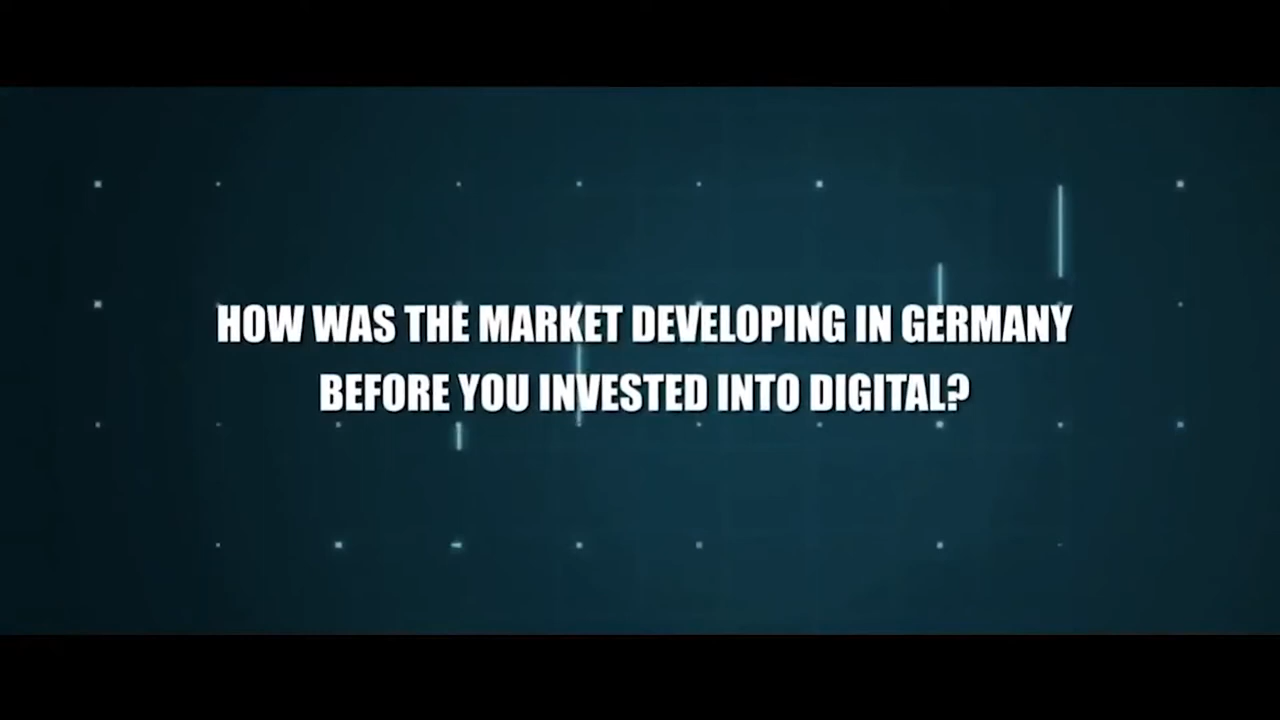 HOW WAS THE MARKET DEVELOPING IN GERMANY
BEFORE YOU INVESTED INTO DIGITAL?